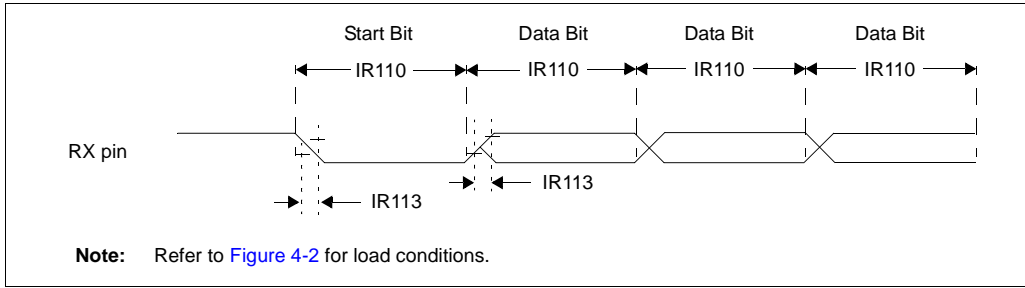 Start Bit Data Bit Data Bit Data Bit
IR110 IR110 IR110 IR110
RX pin
IR113 IR113
Note: Refer to Figure 4-2 for load conditions.